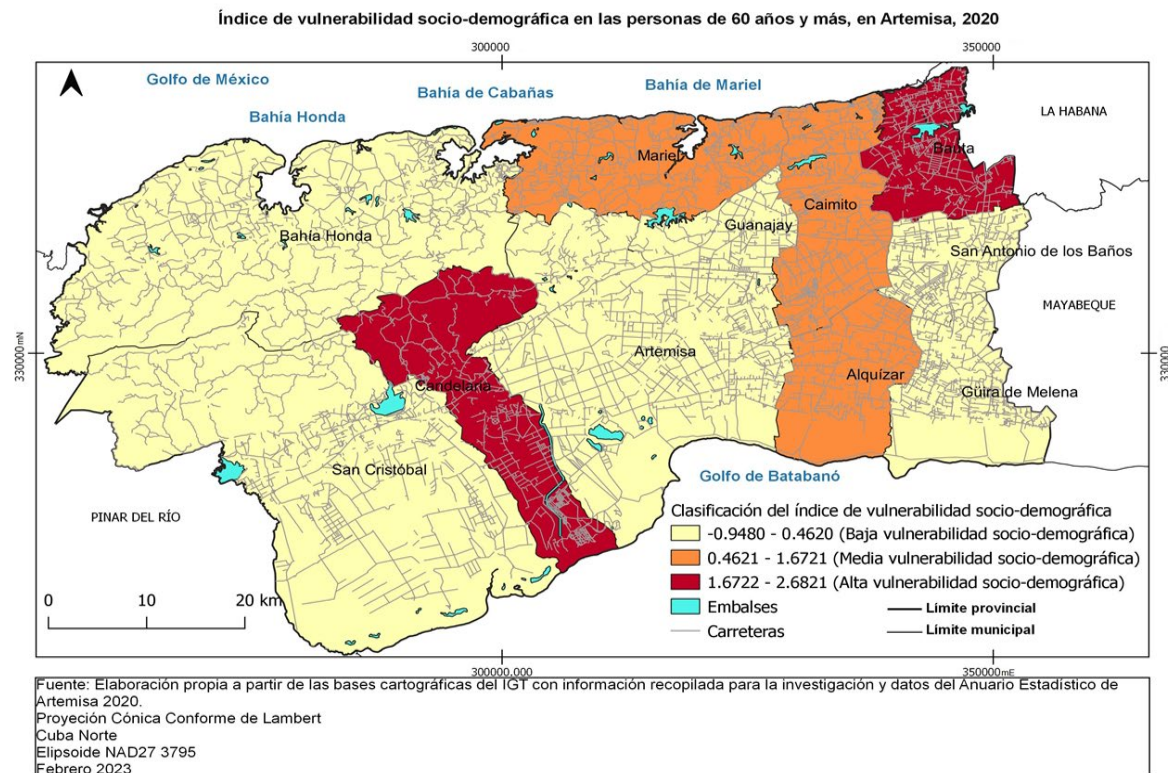 Índice de vulnerabilidad socio-demográfica en las personas de 60 años y más, en Artemisa, 2020
300000
350000
Golfo de México
Bahía de Cabañas
Bahía de Mariel
Bahía Honda
LA HABANA
Mariel
Bauta
Caimito
Guanajay
Bahía Honda
San Antonio de los Baños
MAYABEQUE
330000mN
330000
Artemisa
Candelaria
Alquízar
Güira de Melena
San Cristóbal
Golfo de Batabanó
PINAR DEL RÍO
Clasificación del índice de vulnerabilidad socio-demográfica
-0.9480 - 0.4620 (Baja vulnerabilidad socio-demográfica)
0.4621 - 1.6721 (Media vulnerabilidad socio-demográfica)
1.6722 - 2.6821 (Alta vulnerabilidad socio-demográfica)
Embalses
Límite provincial
Carreteras
Límite municipal
0 10 20 km
300000,000
350000mE
Fuente: Elaboración propia a partir de las bases cartográficas del IGT con información recopilada para la investigación y datos del Anuario Estadístico de
Artemisa 2020.
Proyeción Cónica Conforme de Lambert
Cuba Norte
Elipsoide NAD27 3795
Febrero 2023